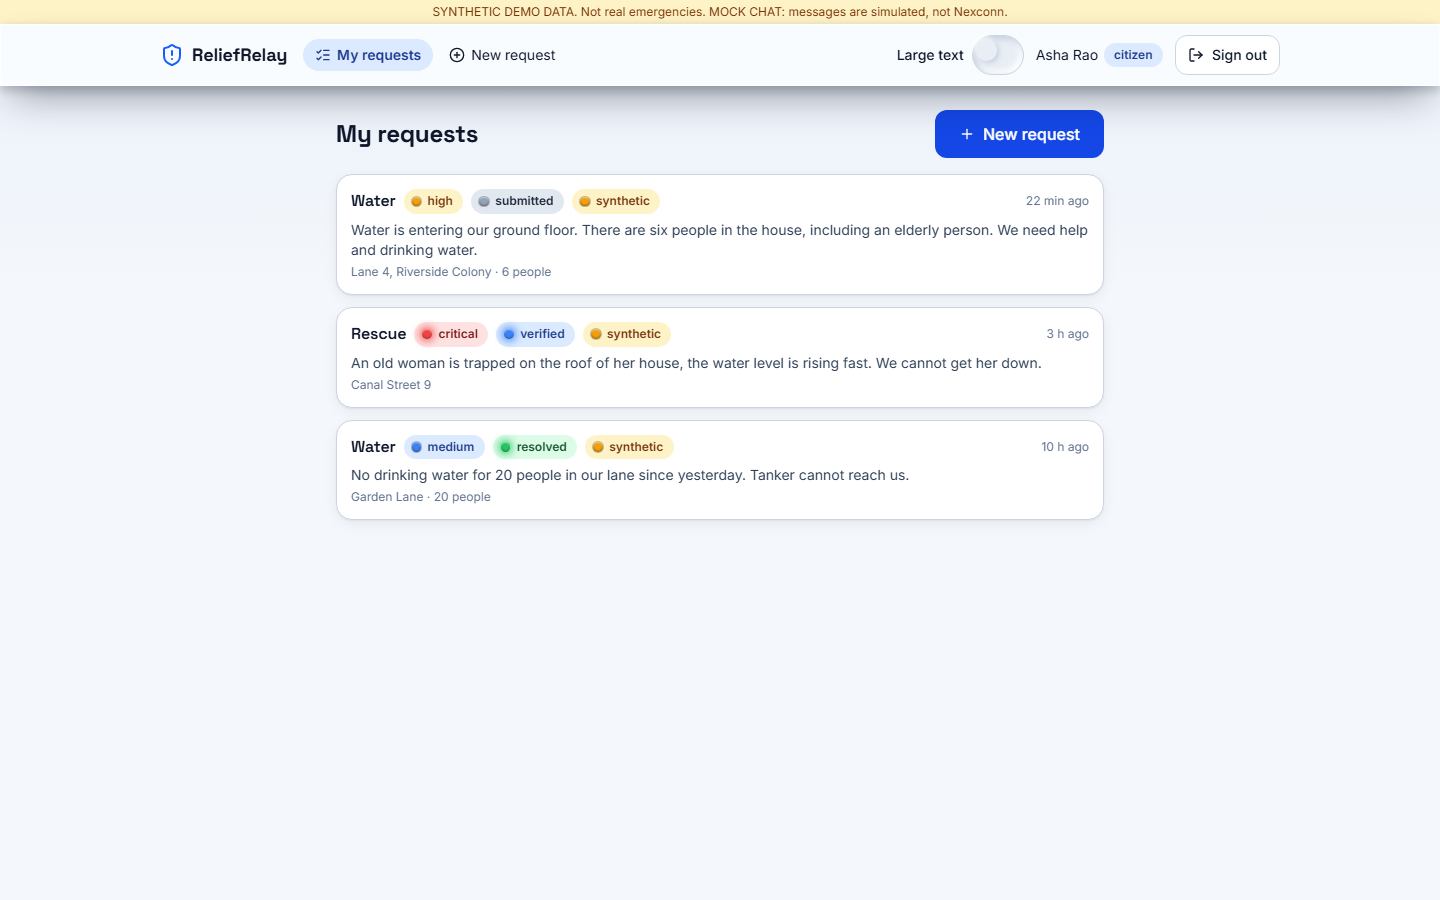 SYNTHETIC DEMO DATA. Not real emergencies. MOCK CHAT: messages are simulated, not Nexconn.
ReliefRelay My requests New request Large text Asha Rao citizen Sign out
My requests New request
Water high submitted synthetic 22 min ago
Water is entering our ground floor. There are six people in the house, including an elderly person. We need help
and drinking water.
Lane 4, Riverside Colony · 6 people
Rescue critical verified synthetic 3 h ago
An old woman is trapped on the roof of her house, the water level is rising fast. We cannot get her down.
Canal Street 9
Water medium resolved synthetic 10 h ago
No drinking water for 20 people in our lane since yesterday. Tanker cannot reach us.
Garden Lane · 20 people